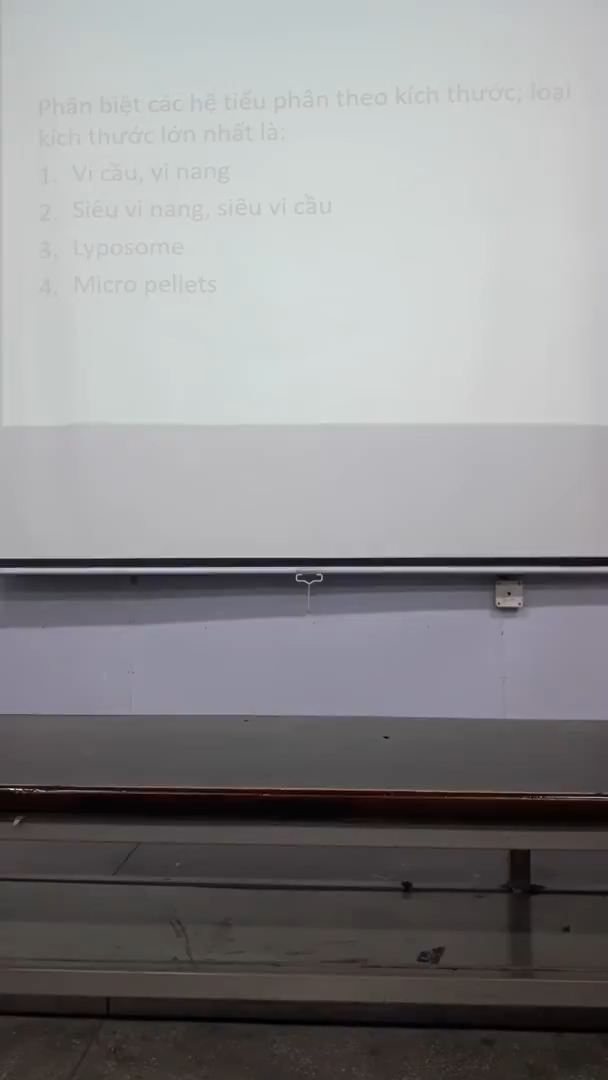 Phân biệt các hệ tiểu phân theo kích thước; loại
kích thước lớn nhất là:
1. Vi cầu, vi nang
2. Siêu vi nang, siêu vi cầu
3. Lyposome
4. Micro pellets